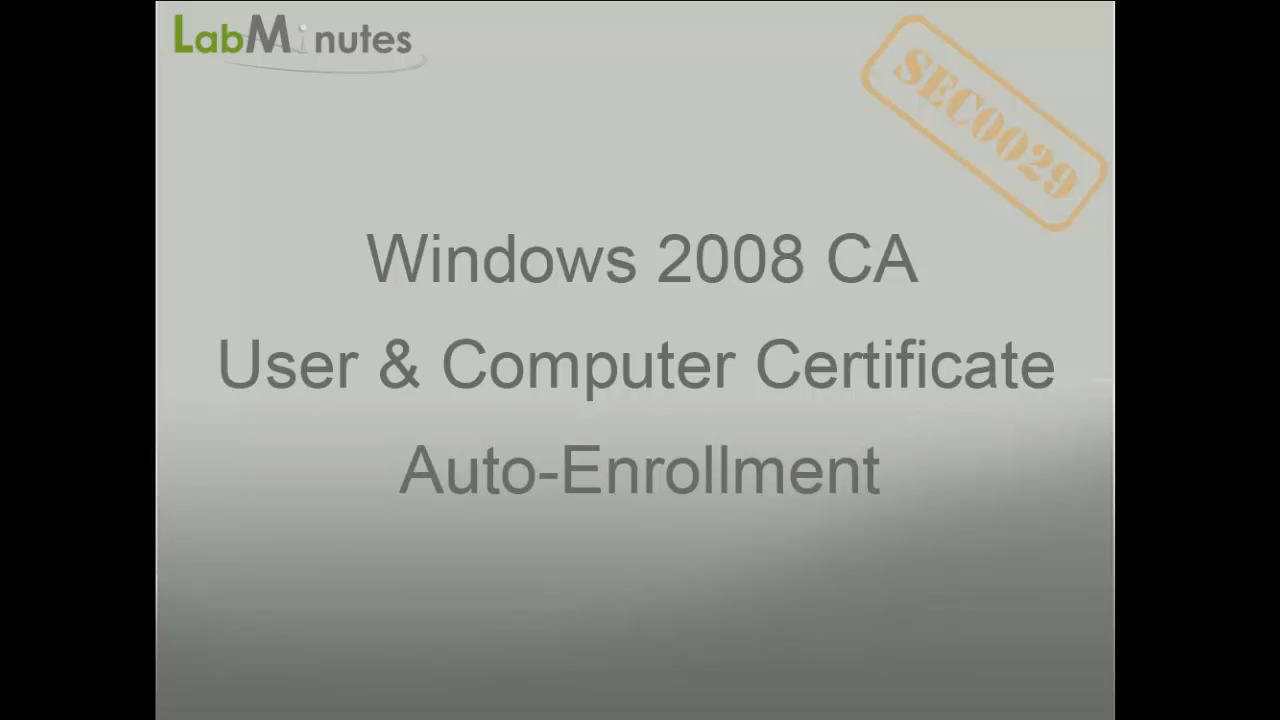 LabMinutes
SEC0029
Windows 2008 CA
User & Computer Certificate
Auto-Enrollment